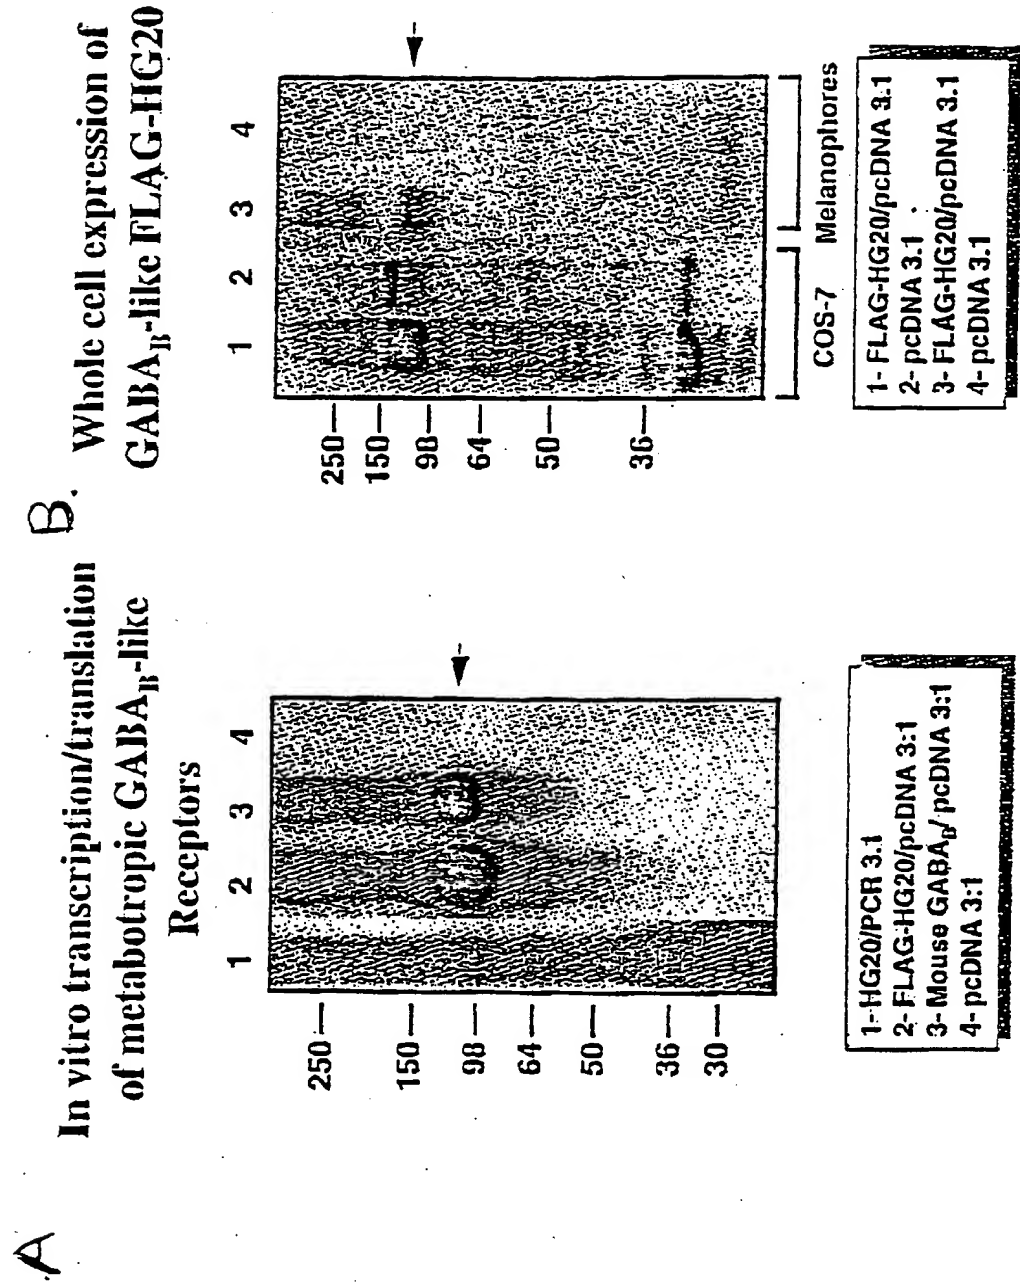 A
In vitro transcription/translation
of metabotropic GABA_B-like
Receptors
1 2 3 4
250
150
98
64
50
36
30
1-HG20/PCR 3.1
2- FLAG-HG20/pcDNA 3:1
3- Mouse GABA_B/pcDNA 3:1
4- pcDNA 3:1
B.
Whole cell expression of
GABA_B-like FLAG-HG20
1 2 3 4
250
150
98
64
50
36
COS-7 Melanophores
1- FLAG-HG20/pcDNA 3.1
2- pcDNA 3.1
3- FLAG-HG20/pcDNA 3.1
4- pcDNA 3.1